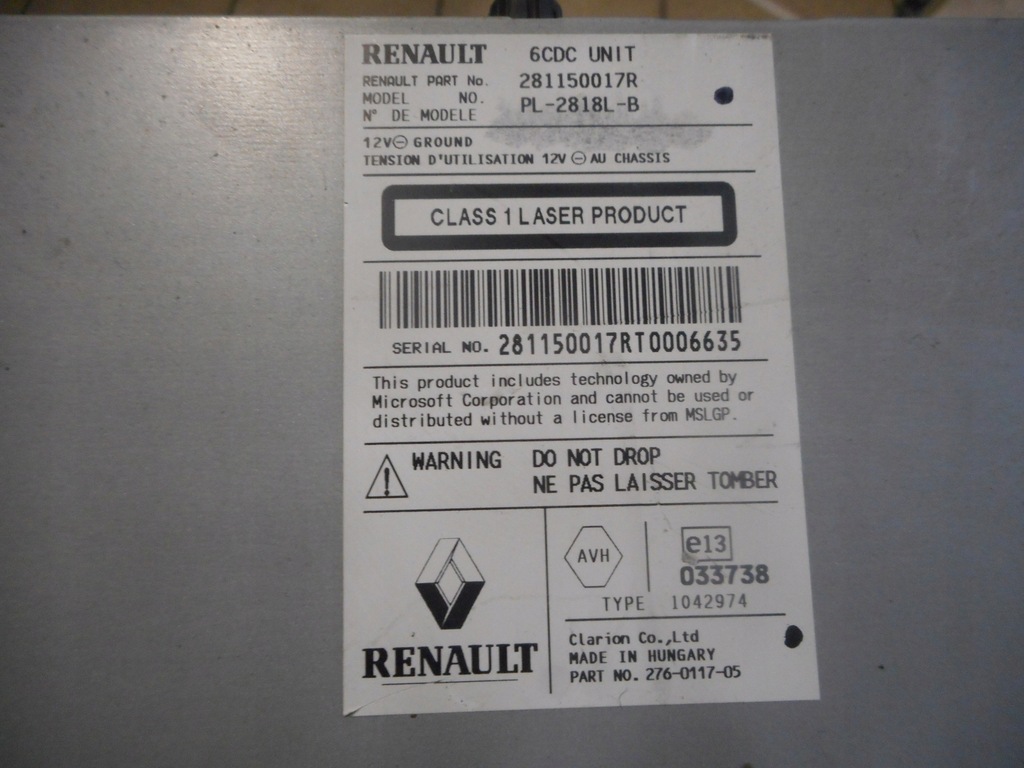 RENAULT 6CDC UNIT
RENAULT PART No. 281150017R
MODEL NO. PL-2818L-B
N° DE MODELE
12V⊖ GROUND
TENSION D'UTILISATION 12V ⊖ AU CHASSIS
CLASS 1 LASER PRODUCT
SERIAL NO. 281150017RT0006635
This product includes technology owned by
Microsoft Corporation and cannot be used or
distributed without a license from MSLGP.
WARNING DO NOT DROP
NE PAS LAISSER TOMBER
AVH
e13
033738
TYPE 1042974
RENAULT
Clarion Co.,Ltd
MADE IN HUNGARY
PART NO. 276-0117-05